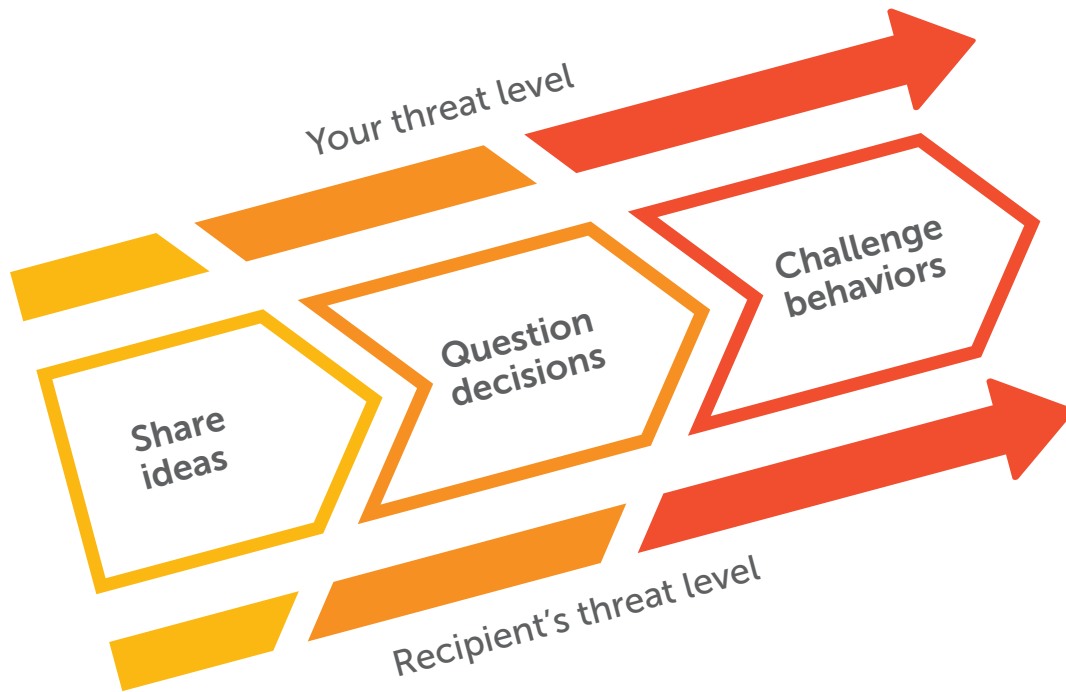 Your threat level
Share
ideas
Question
decisions
Challenge
behaviors
Recipient’s threat level